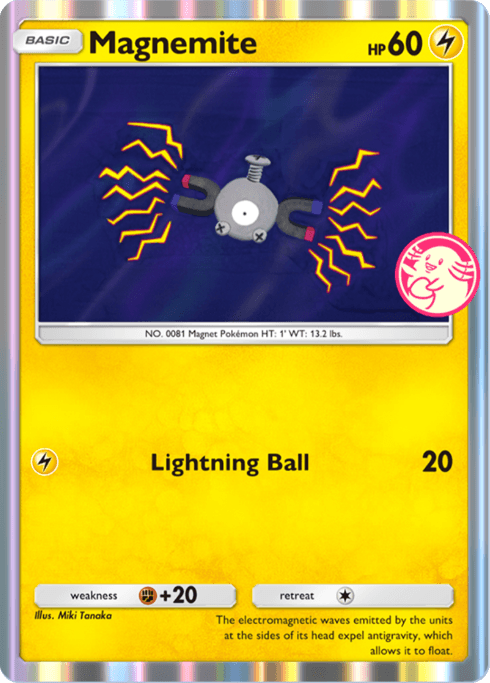 BASIC Magnemite HP60
NO. 0081 Magnet Pokémon HT: 1' WT: 13.2 lbs.
Lightning Ball 20
weakness +20 retreat
Illus. Miki Tanaka
The electromagnetic waves emitted by the units
at the sides of its head expel antigravity, which
allows it to float.